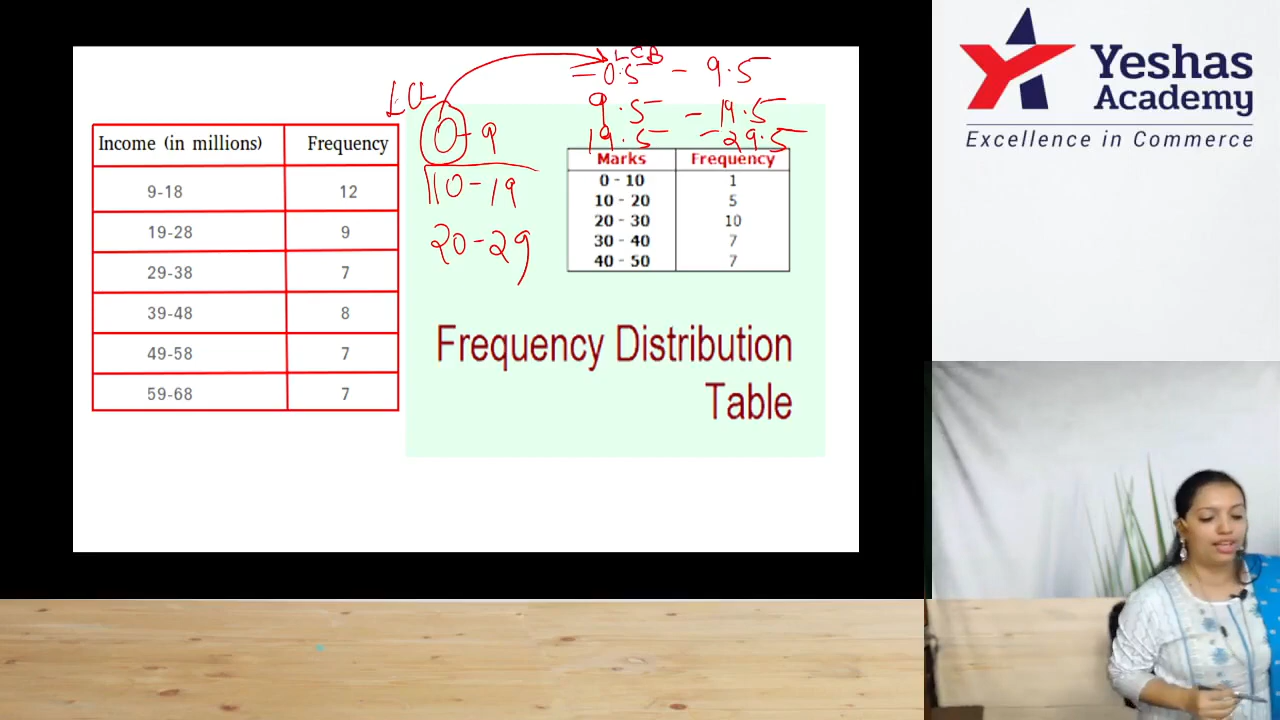 Income (in millions) Frequency
9-18 12
19-28 9
29-38 7
39-48 8
49-58 7
59-68 7
LCL
0-9
10-19
20-29
LCB
-0.5 - 9.5
9.5 - 19.5
19.5 - 29.5
Marks Frequency
0 - 10 1
10 - 20 5
20 - 30 10
30 - 40 7
40 - 50 7
Frequency Distribution
Table
Yeshas
Academy
Excellence in Commerce